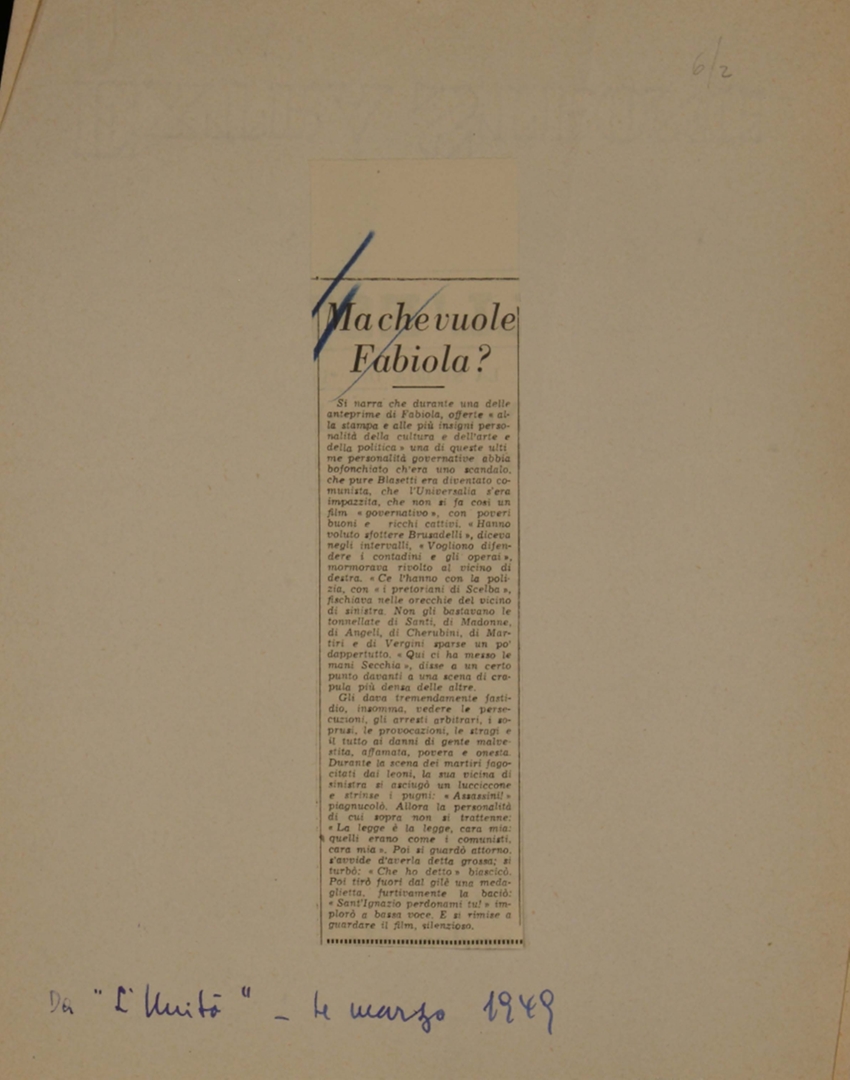 6/2
Ma che vuole
Fabiola?
Si narra che durante una delle
anteprime di Fabiola, offerte « al-
la stampa e alle più insigni perso-
nalità della cultura e dell'arte e
della politica » una di queste ulti
me personalità governative abbia
bofonchiato ch'era uno scandalo,
che pure Blasetti era diventato co-
munista, che l'Universalia s'era
impazzita, che non si fa così un
film « governativo », con poveri
buoni e ricchi cattivi. « Hanno
voluto sfottere Brusadelli », diceva
negli intervalli, « Vogliono difen-
dere i contadini e gli operai »,
mormorava rivolto al vicino di
destra. « Ce l'hanno con la poli-
zia, con « i pretoriani di Scelba »,
fischiava nelle orecchie del vicino
di sinistra. Non gli bastavano le
tonnellate di Santi, di Madonne,
di Angeli, di Cherubini, di Mar-
tiri e di Vergini sparse un po'
dappertutto. « Qui ci ha messo le
mani Secchia », disse a un certo
punto davanti a una scena di cra-
pula più densa delle altre.
Gli dava tremendamente fasti-
dio, insomma, vedere le perse-
cuzioni, gli arresti arbitrari, i so-
prusi, le provocazioni, le stragi e
il tutto ai danni di gente malve-
stita, affamata, povera e onesta.
Durante la scena dei martiri fago-
citati dai leoni, la sua vicina di
sinistra si asciugò un lucciccone
e strinse i pugni: « Assassini! »
piagnucolò. Allora la personalità
di cui sopra non si trattenne:
« La legge è la legge, cara mia:
quelli erano come i comunisti,
cara mia ». Poi si guardò attorno,
s'avvide d'averla detta grossa; si
turbò: « Che ho detto » biascicò.
Poi tirò fuori dal gilè una meda-
glietta, furtivamente la baciò:
« Sant'Ignazio perdonami tu! » im-
plorò a bassa voce. E si rimise a
guardare il film, silenzioso.
Da "L'Unità" - marzo 1949